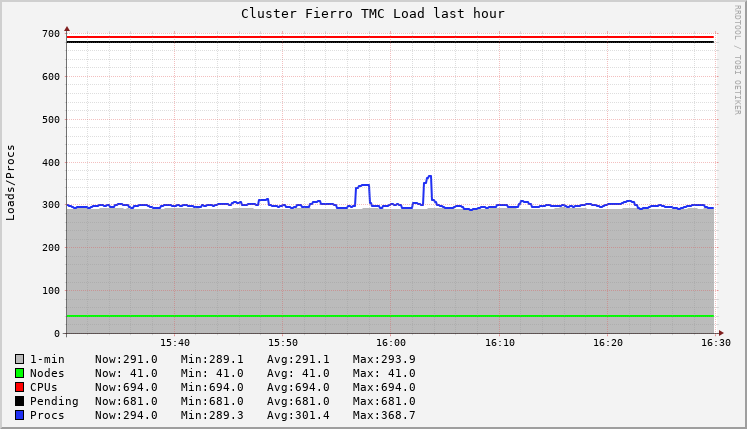 Cluster Fierro TMC Load last hour
RRDTOOL / TOBI OETIKER
Loads/Procs
700
600
500
400
300
200
100
0
15:40 15:50 16:00 16:10 16:20 16:30
1-min Now:291.0 Min:289.1 Avg:291.1 Max:293.9
Nodes Now: 41.0 Min: 41.0 Avg: 41.0 Max: 41.0
CPUs Now:694.0 Min:694.0 Avg:694.0 Max:694.0
Pending Now:681.0 Min:681.0 Avg:681.0 Max:681.0
Procs Now:294.0 Min:289.3 Avg:301.4 Max:368.7